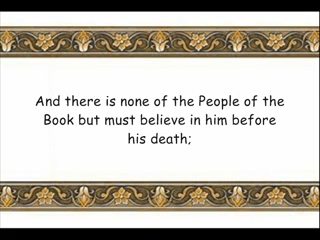 And there is none of the People of the
Book but must believe in him before
his death;